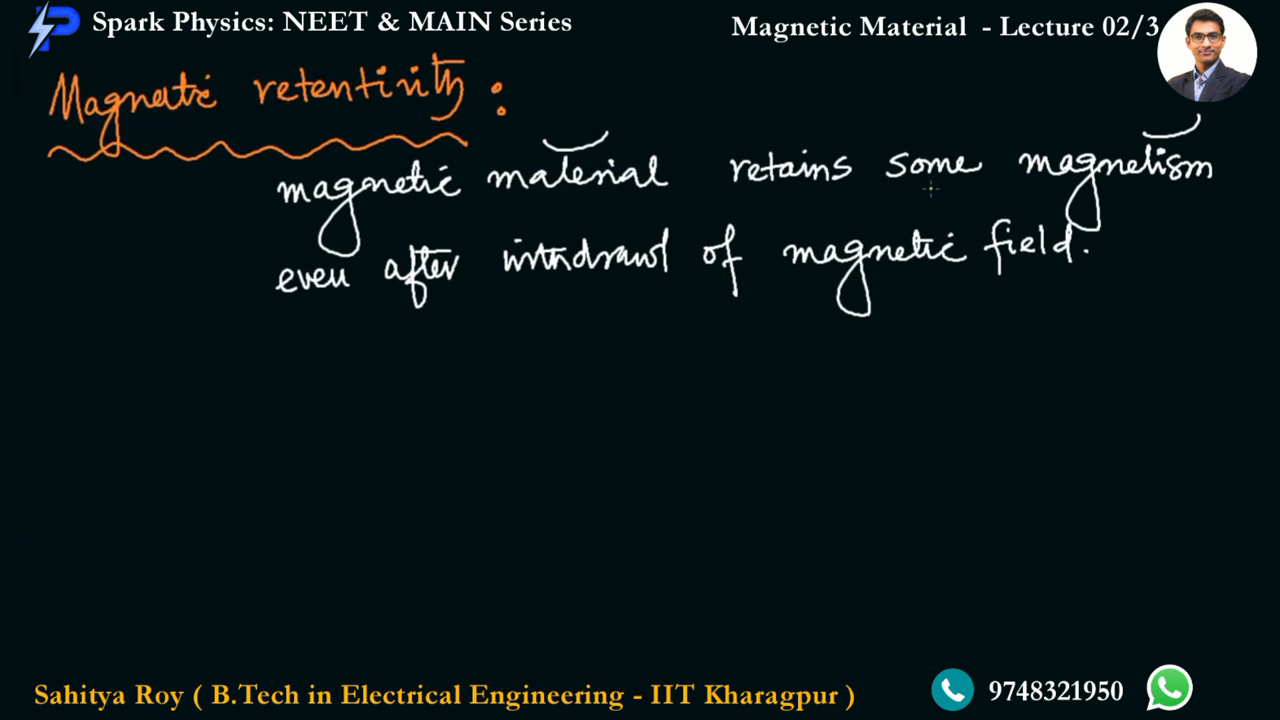 Spark Physics: NEET & MAIN Series
Magnetic Material - Lecture 02/3
Magnetic retentivity :
magnetic material retains some magnetism
even after withdrawl of magnetic field.
Sahitya Roy ( B.Tech in Electrical Engineering - IIT Kharagpur )
9748321950